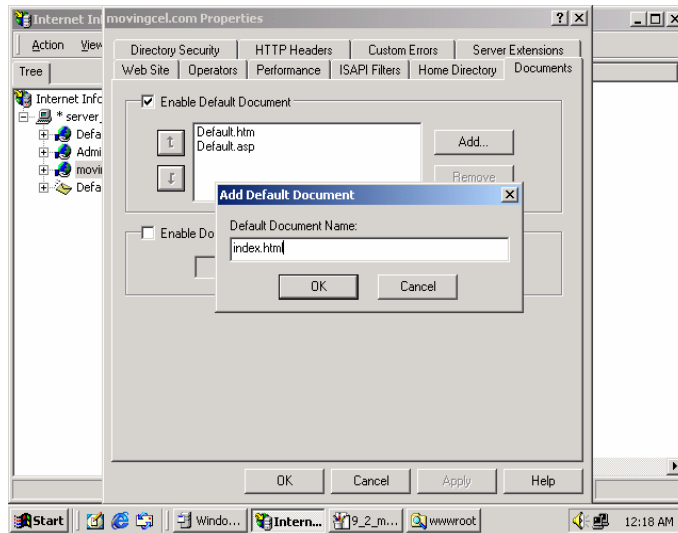 Internet In
movingcel.com Properties
Action View
Tree
Directory Security HTTP Headers Custom Errors Server Extensions
Web Site Operators Performance ISAPI Filters Home Directory Documents
Internet Infc
* server_
Defa
Admi
movi
Defa
Enable Default Document
Default.htm
Default.asp
Add...
Remove
Add Default Document
Default Document Name:
index.html
OK Cancel
Enable Do
OK Cancel Apply Help
Start Windo... Intern... 9_2_m... wwwroot 12:18 AM